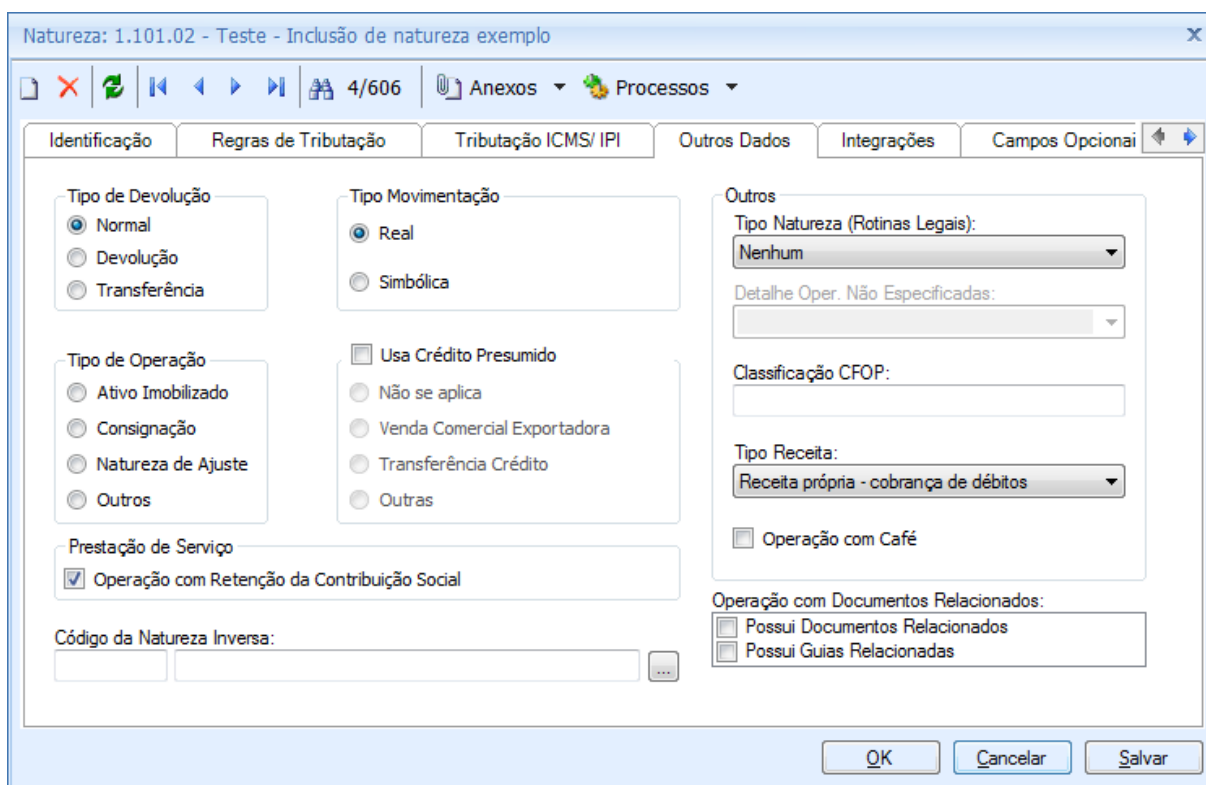 Natureza: 1.101.02 - Teste - Inclusão de natureza exemplo
4/606 Anexos Processos
Identificação Regras de Tributação Tributação ICMS/ IPI Outros Dados Integrações Campos Opcionai
Tipo de Devolução
Normal
Devolução
Transferência
Tipo Movimentação
Real
Simbólica
Tipo de Operação
Ativo Imobilizado
Consignação
Natureza de Ajuste
Outros
Usa Crédito Presumido
Não se aplica
Venda Comercial Exportadora
Transferência Crédito
Outras
Prestação de Serviço
Operação com Retenção da Contribuição Social
Código da Natureza Inversa:
...
Outros
Tipo Natureza (Rotinas Legais):
Nenhum
Detalhe Oper. Não Especificadas:
Classificação CFOP:
Tipo Receita:
Receita própria - cobrança de débitos
Operação com Café
Operação com Documentos Relacionados:
Possui Documentos Relacionados
Possui Guias Relacionadas
OK Cancelar Salvar